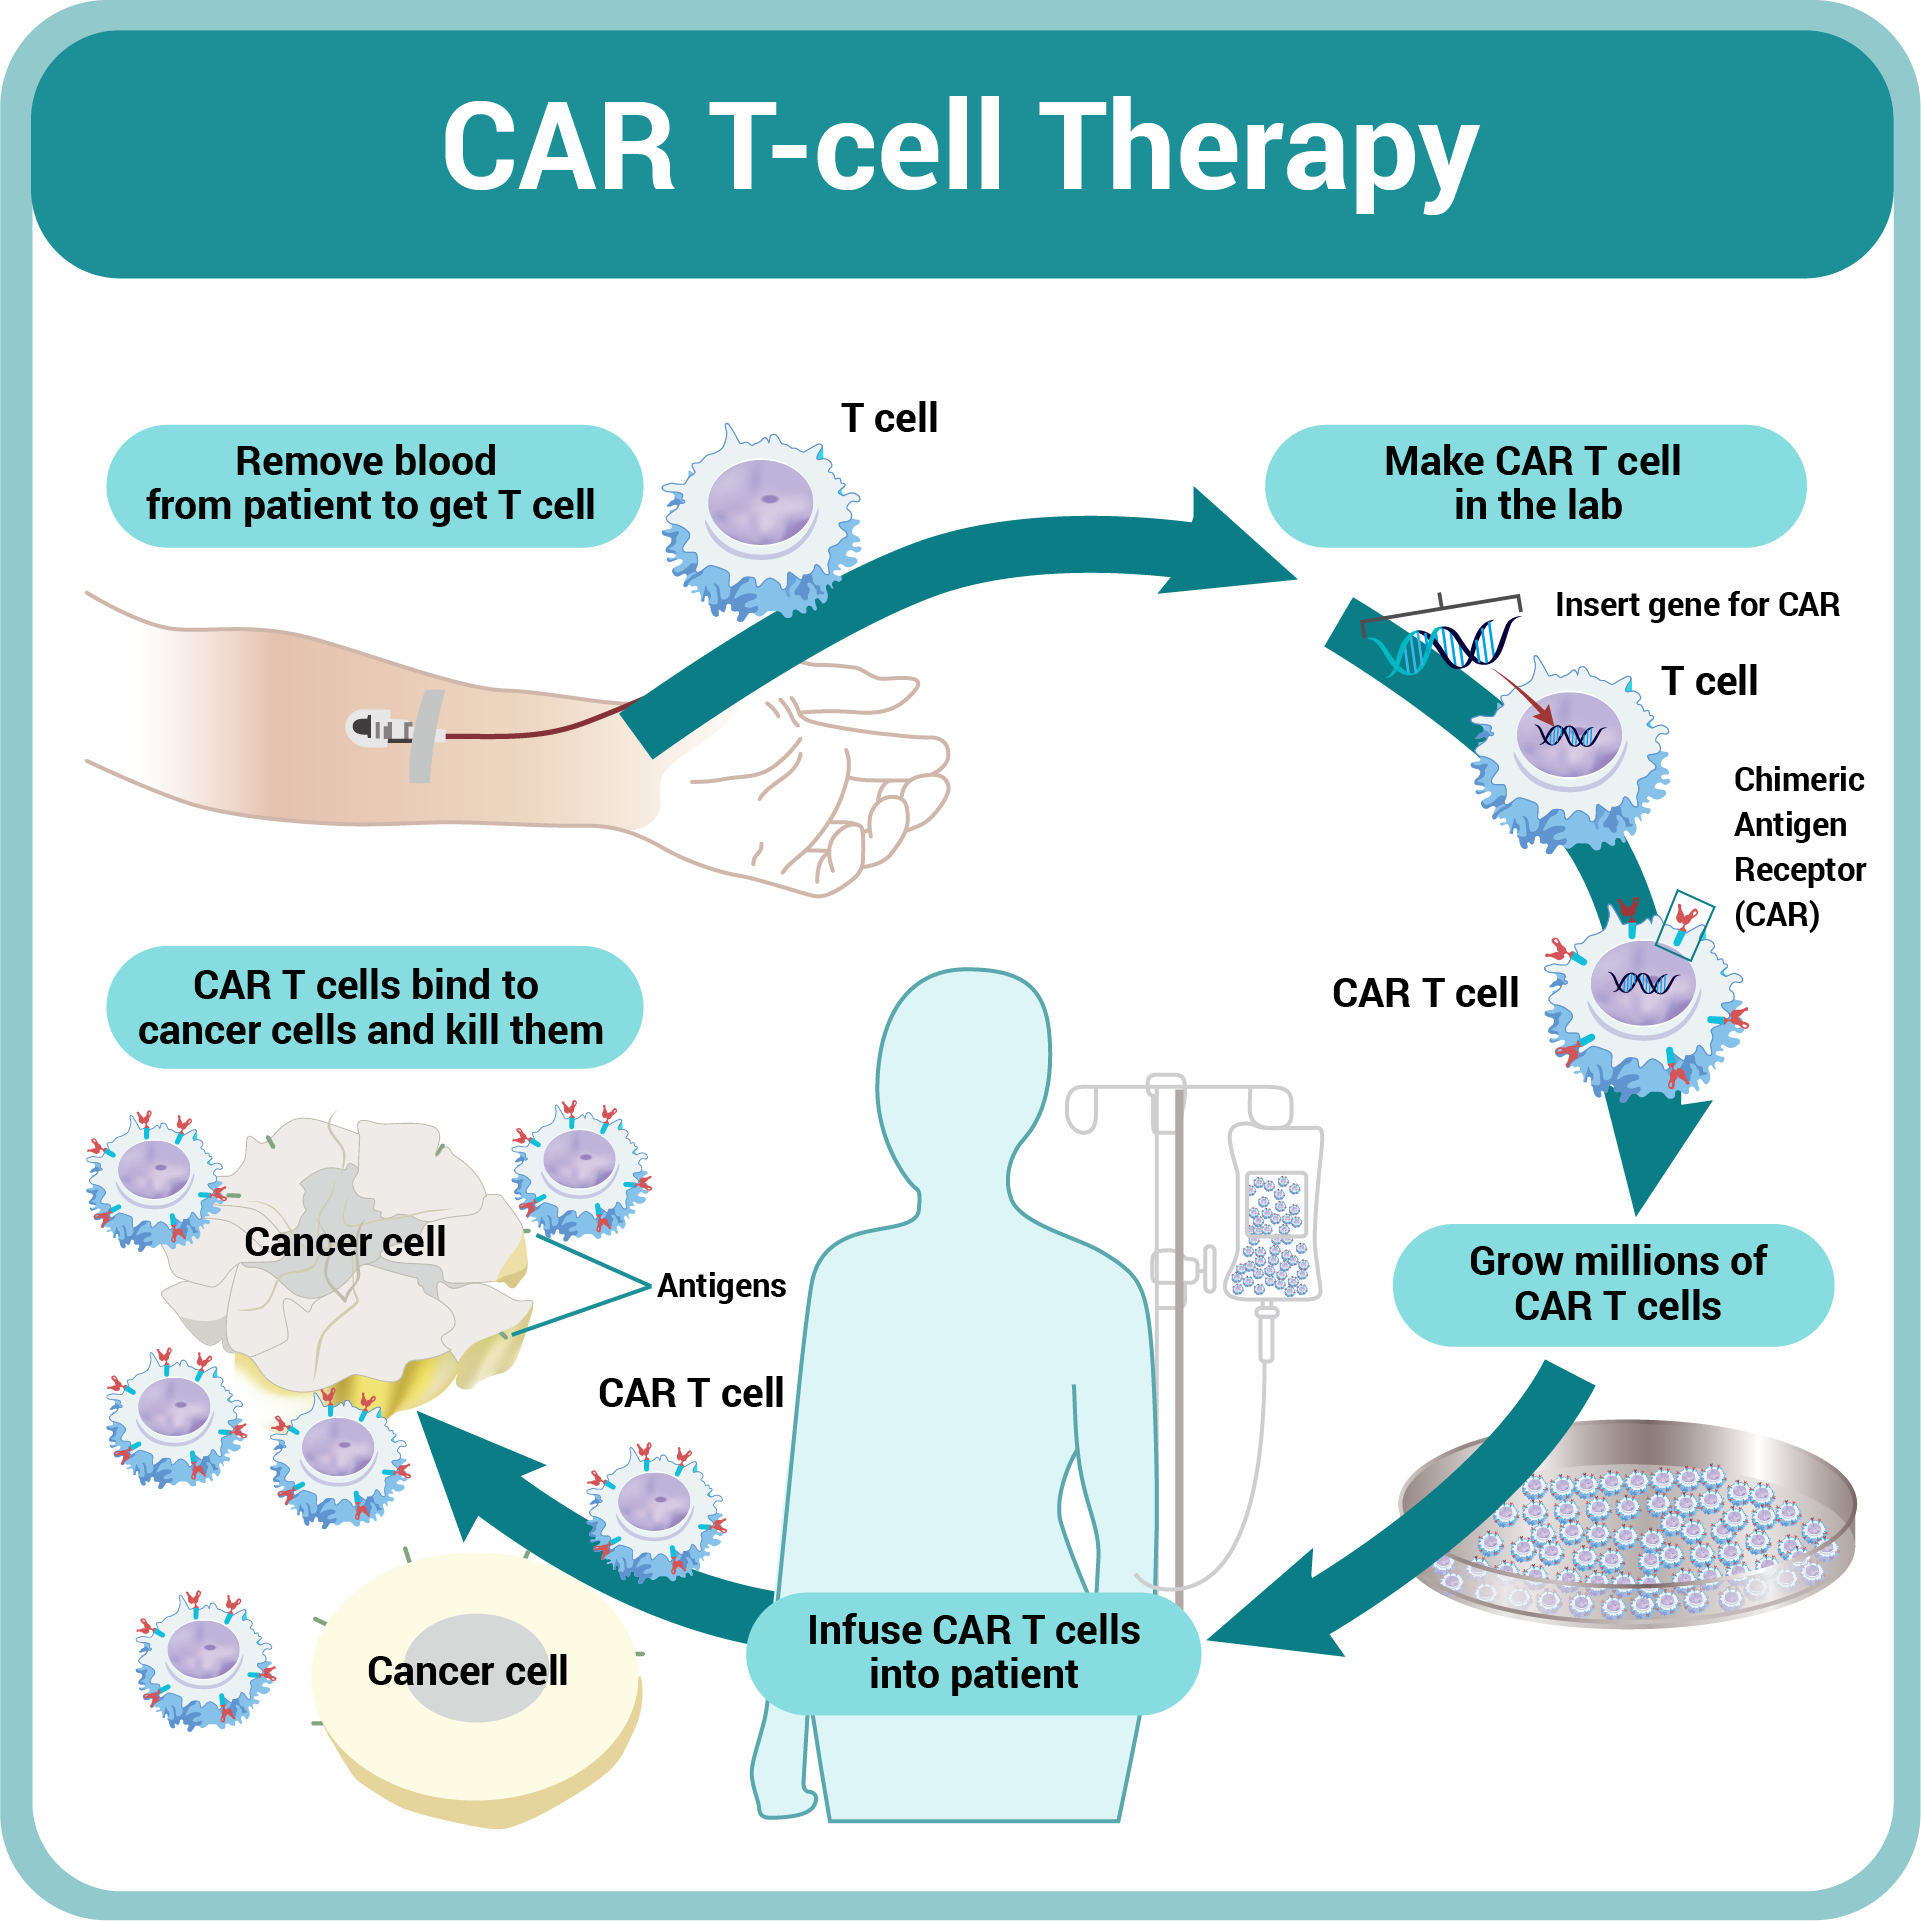 CAR T-cell Therapy
Remove blood
from patient to get T cell
T cell
Make CAR T cell
in the lab
Insert gene for CAR
T cell
Chimeric
Antigen
Receptor
(CAR)
CAR T cell
Grow millions of
CAR T cells
Infuse CAR T cells
into patient
CAR T cell
CAR T cells bind to
cancer cells and kill them
Cancer cell
Antigens
Cancer cell